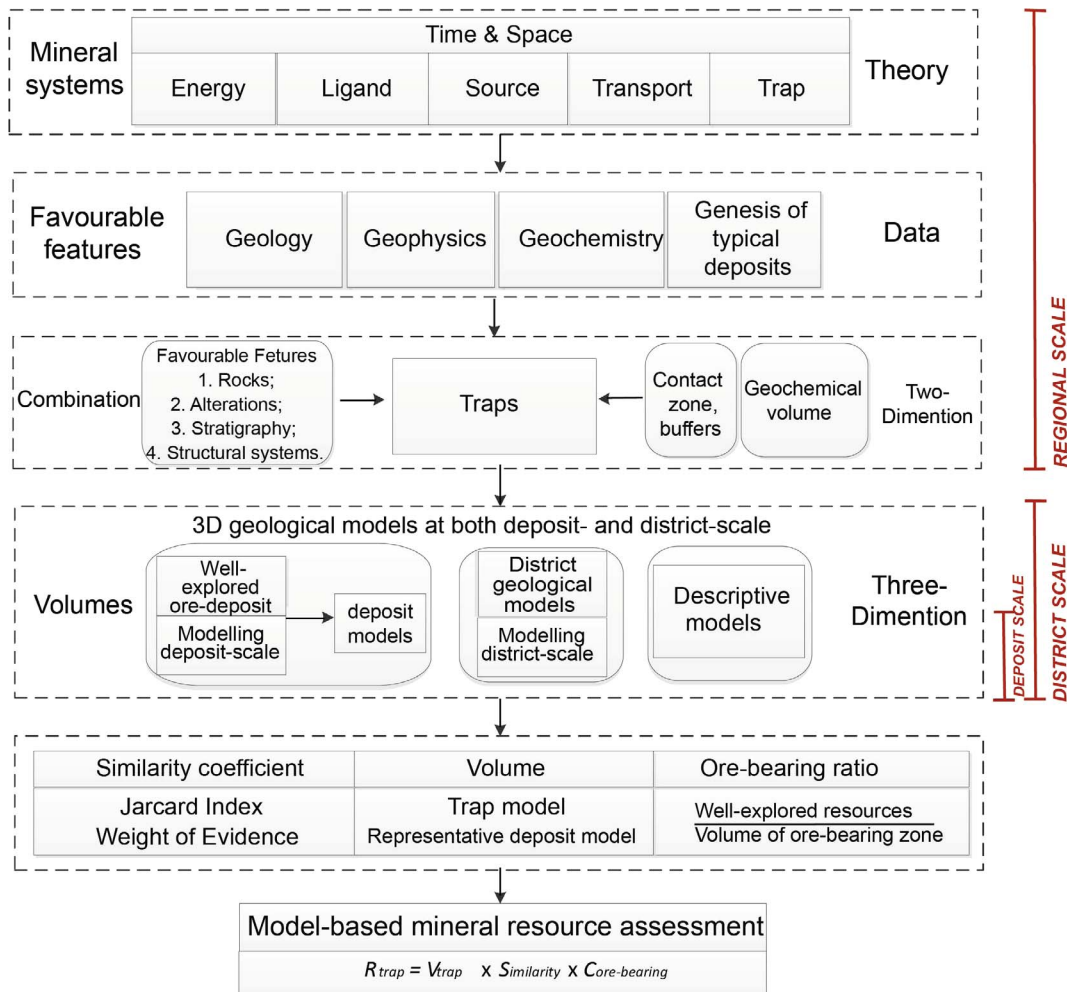 Mineral systems
Time & Space
Energy
Ligand
Source
Transport
Trap
Theory
Favourable features
Geology
Geophysics
Geochemistry
Genesis of
typical
deposits
Data
Combination
Favourable Fetures
1. Rocks;
2. Alterations;
3. Stratigraphy;
4. Structural systems.
Traps
Contact
zone,
buffers
Geochemical
volume
Two-
Dimention
REGIONAL SCALE
3D geological models at both deposit- and district-scale
Volumes
Well-
explored
ore-deposit
Modelling
deposit-scale
deposit
models
District
geological
models
Modelling
district-scale
Descriptive
models
Three-
Dimention
DEPOSIT SCALE
DISTRICT SCALE
Similarity coefficient
Volume
Ore-bearing ratio
Jarcard Index
Weight of Evidence
Trap model
Representative deposit model
Well-explored resources
Volume of ore-bearing zone
Model-based mineral resource assessment
R trap = V trap x S imilarity x C ore-bearing